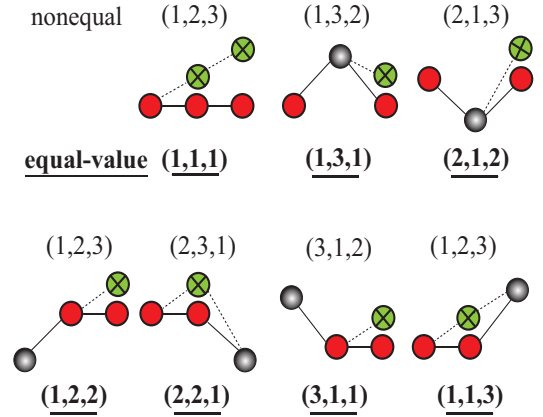 nonequal (1,2,3) (1,3,2) (2,1,3)
equal-value (1,1,1) (1,3,1) (2,1,2)
(1,2,3) (2,3,1) (3,1,2) (1,2,3)
(1,2,2) (2,2,1) (3,1,1) (1,1,3)